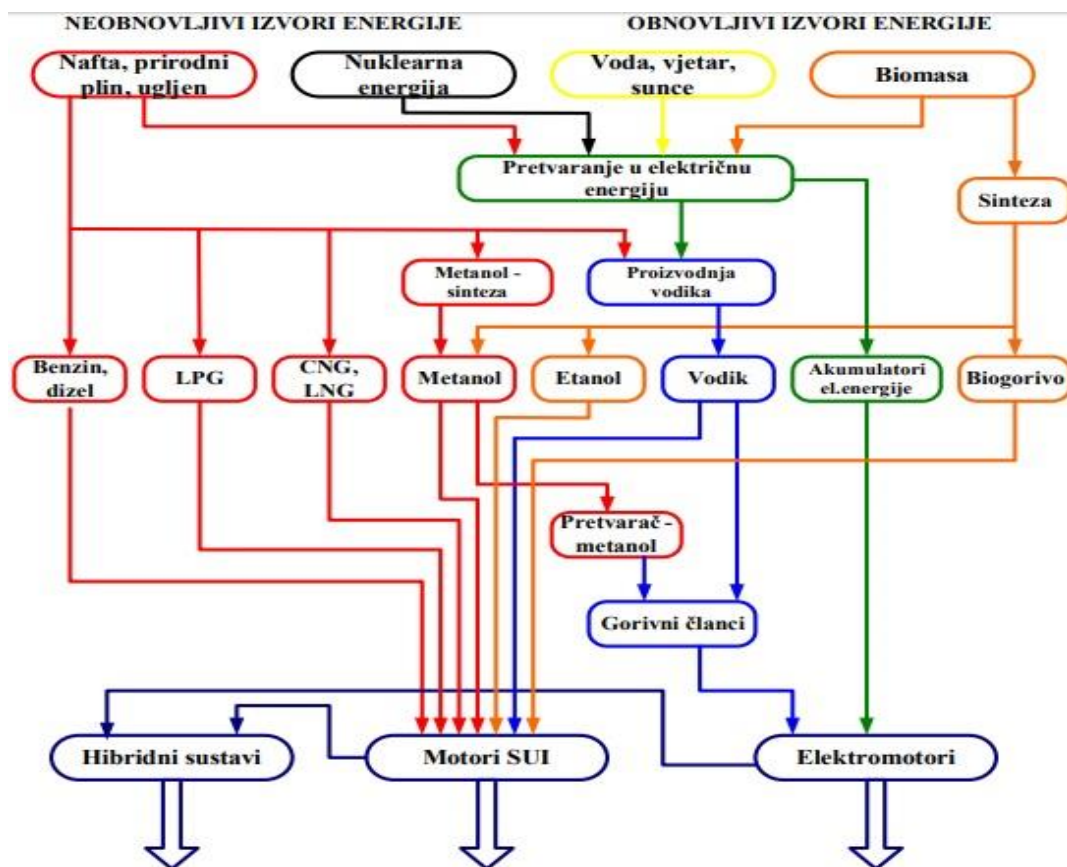 NEOBNOVLJIVI IZVORI ENERGIJE
OBNOVLJIVI IZVORI ENERGIJE
Nafta, prirodni
plin, ugljen
Nuklearna
energija
Voda, vjetar,
sunce
Biomasa
Pretvaranje u električnu
energiju
Sinteza
Metanol -
sinteza
Proizvodnja
vodika
Benzin,
dizel
LPG
CNG,
LNG
Metanol
Etanol
Vodik
Akumulatori
el.energije
Biogorivo
Pretvarač -
metanol
Gorivni članci
Hibridni sustavi
Motori SUI
Elektromotori